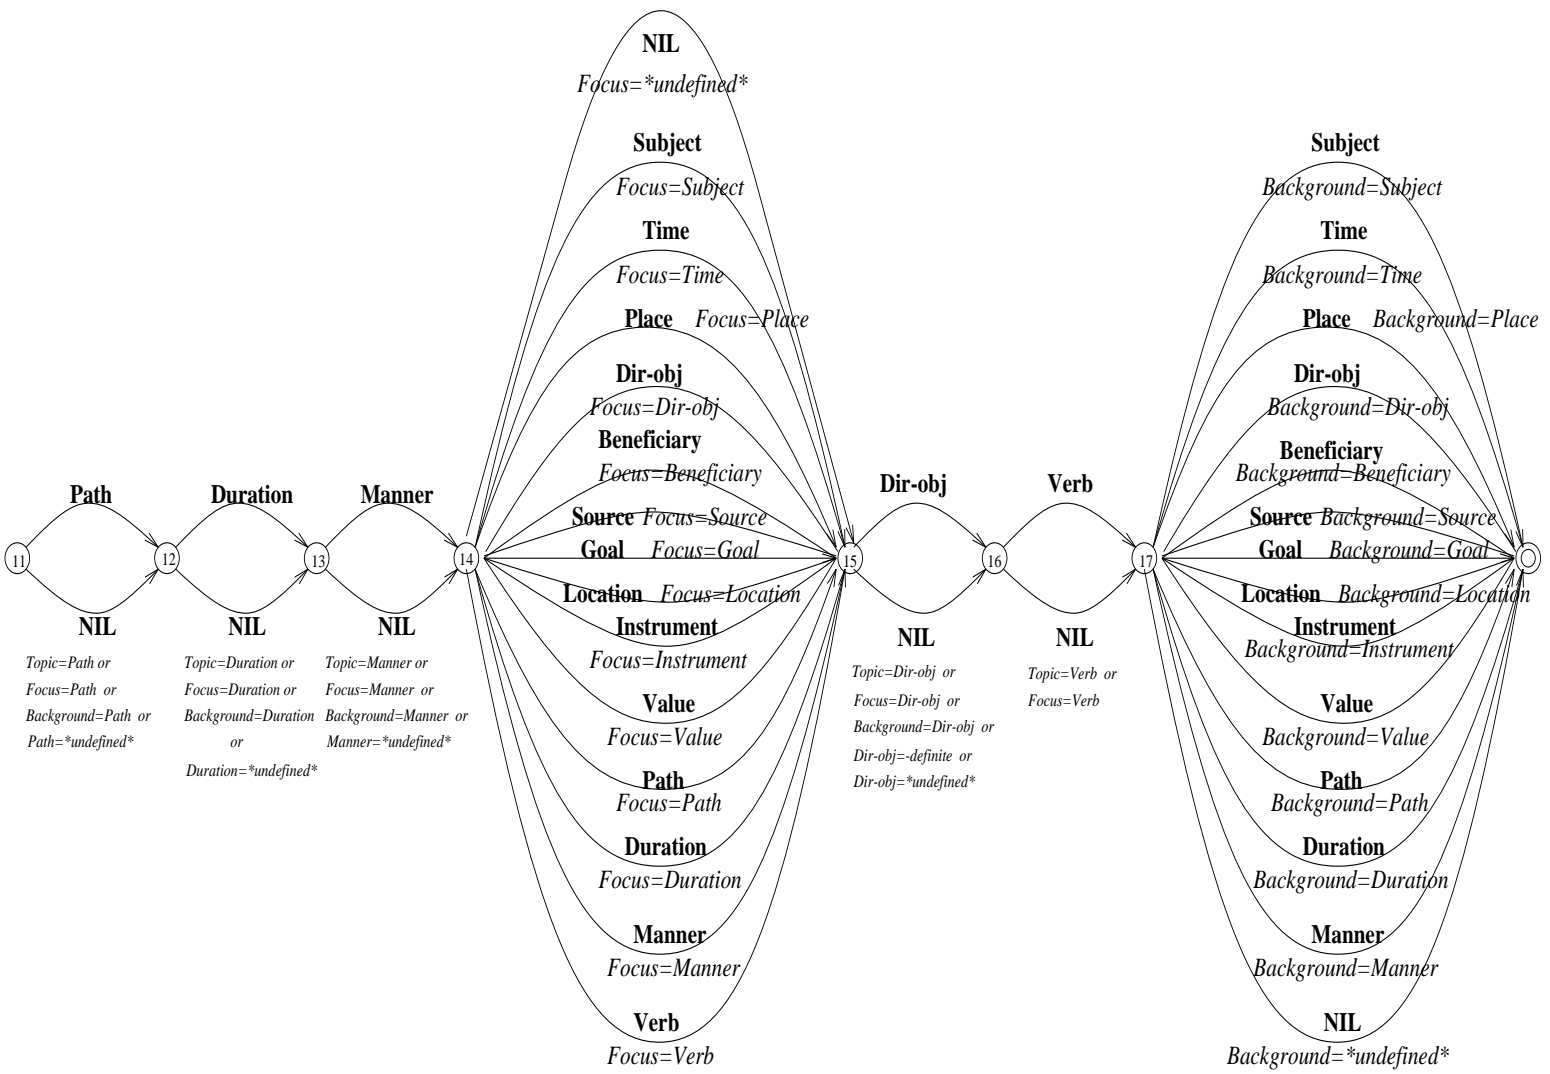 NIL
Focus=*undefined*
Subject
Focus=Subject
Time
Focus=Time
Place Focus=Place
Dir-obj
Focus=Dir-obj
Beneficiary
Focus=Beneficiary
Source Focus=Source
Goal Focus=Goal
Location Focus=Location
Instrument
Focus=Instrument
Value
Focus=Value
Path
Focus=Path
Duration
Focus=Duration
Manner
Focus=Manner
Verb
Focus=Verb
Subject
Background=Subject
Time
Background=Time
Place Background=Place
Dir-obj
Background=Dir-obj
Beneficiary
Background=Beneficiary
Source Background=Source
Goal Background=Goal
Location Background=Location
Instrument
Background=Instrument
Value
Background=Value
Path
Background=Path
Duration
Background=Duration
Manner
Background=Manner
NIL
Background=*undefined*
Path
Duration
Manner
Dir-obj
Verb
11
12
13
14
15
16
17
NIL
Topic=Path or
Focus=Path or
Background=Path or
Path=*undefined*
NIL
Topic=Duration or
Focus=Duration or
Background=Duration
or
Duration=*undefined*
NIL
Topic=Manner or
Focus=Manner or
Background=Manner or
Manner=*undefined*
NIL
Topic=Dir-obj or
Focus=Dir-obj or
Background=Dir-obj or
Dir-obj=-definite or
Dir-obj=*undefined*
NIL
Topic=Verb or
Focus=Verb